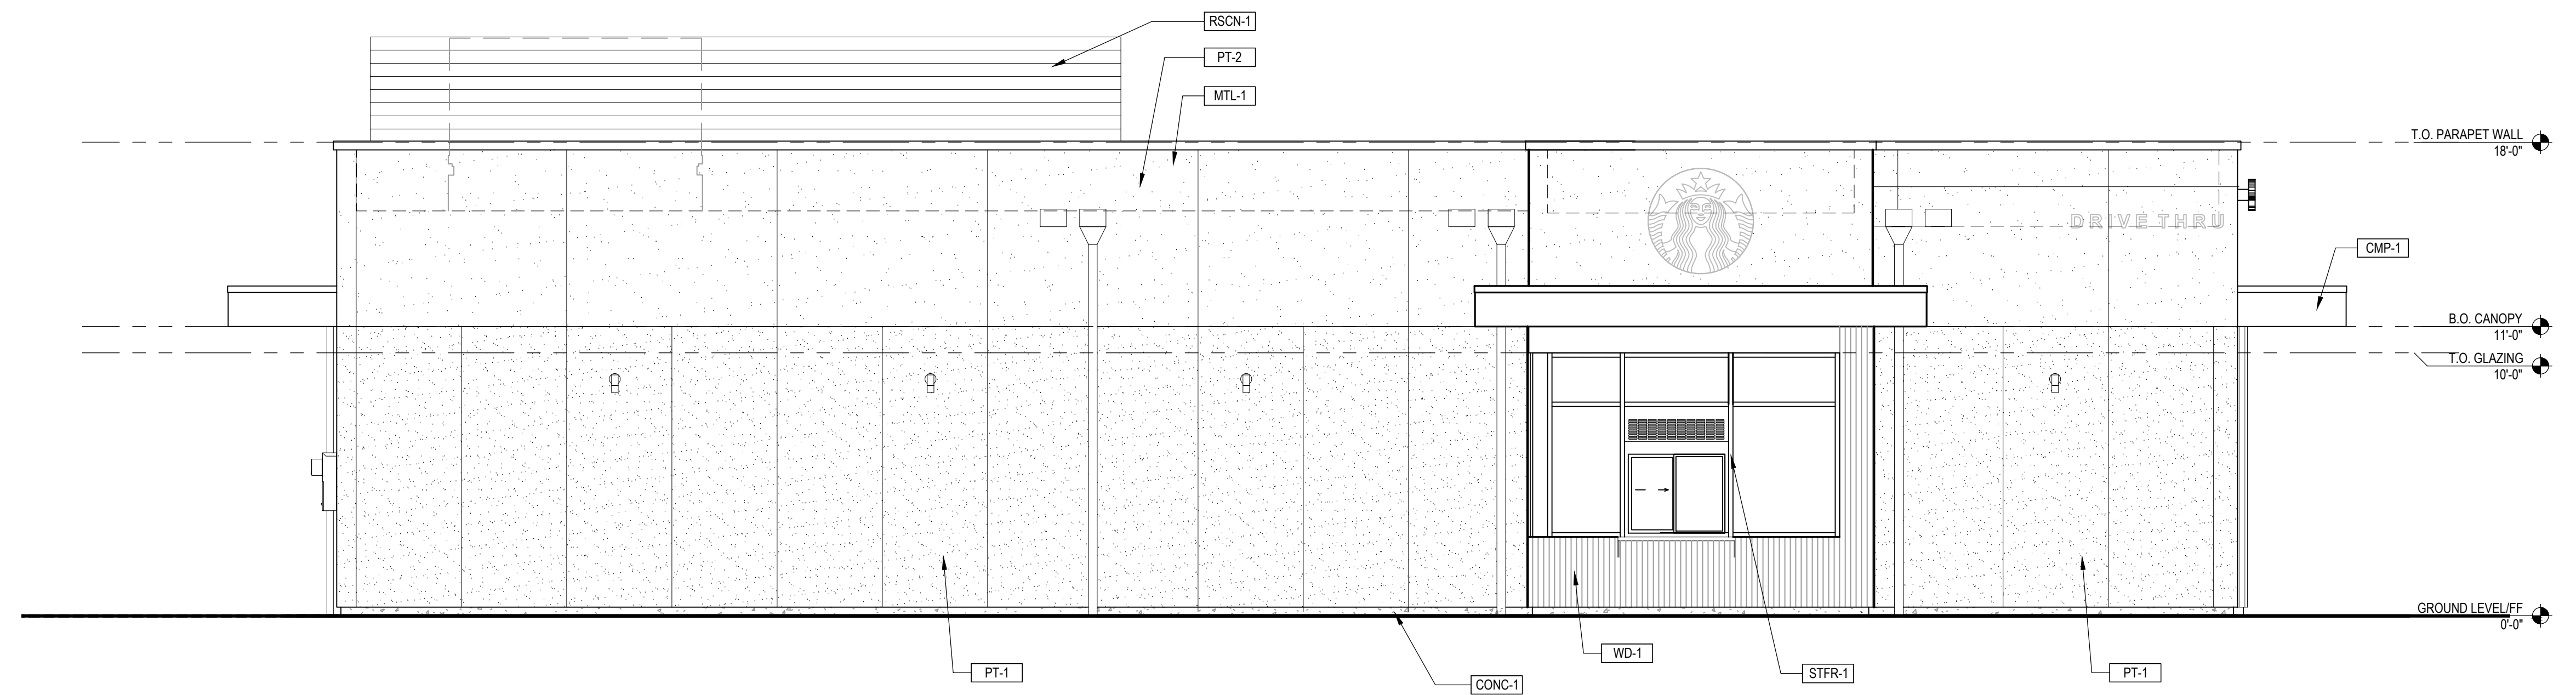 RSCN-1
PT-2
MTL-1
T.O. PARAPET WALL
18'-0"
DRIVE THRU
CMP-1
B.O. CANOPY
11'-0"
T.O. GLAZING
10'-0"
GROUND LEVEL/FF
0'-0"
WD-1
PT-1
STFR-1
PT-1
CONC-1